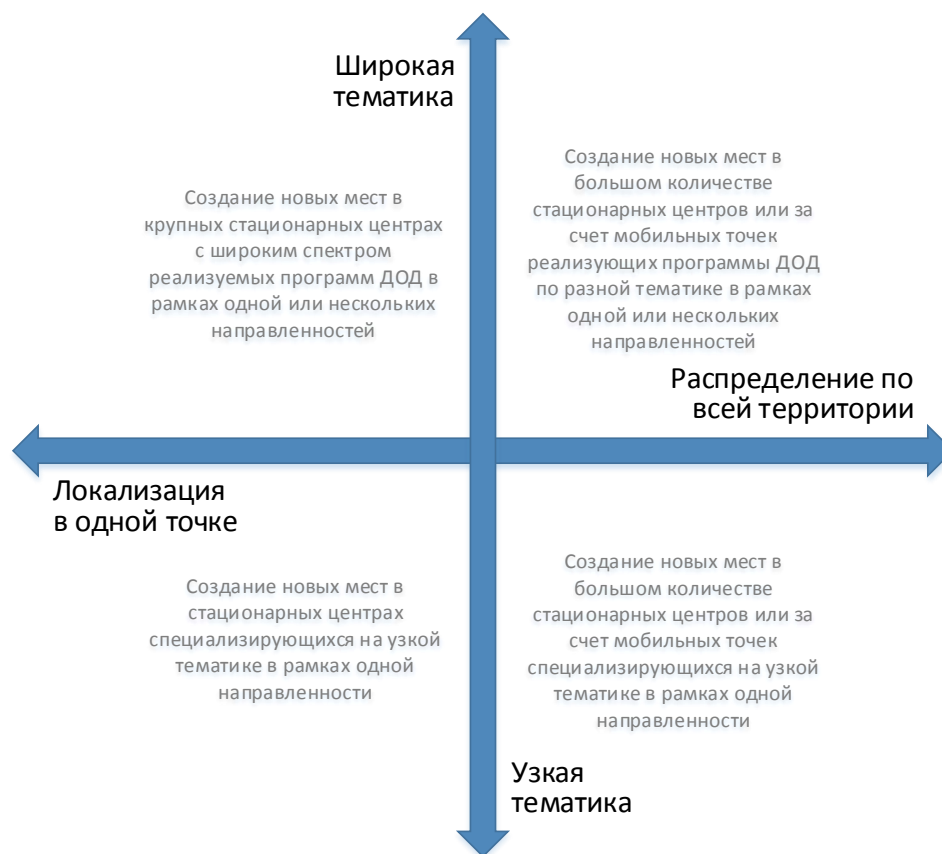 Широкая
тематика
Создание новых мест в
крупных стационарных центрах
с широким спектром
реализуемых программ ДОД в
рамках одной или нескольких
направленностей
Создание новых мест в
большом количестве
стационарных центров или за
счет мобильных точек
реализующих программы ДОД
по разной тематике в рамках
одной или нескольких
направленностей
Распределение по
всей территории
Локализация
в одной точке
Создание новых мест в
стационарных центрах
специализирующихся на узкой
тематике в рамках одной
направленности
Создание новых мест в
большом количестве
стационарных центров или за
счет мобильных точек
специализирующихся на узкой
тематике в рамках одной
направленности
Узкая
тематика